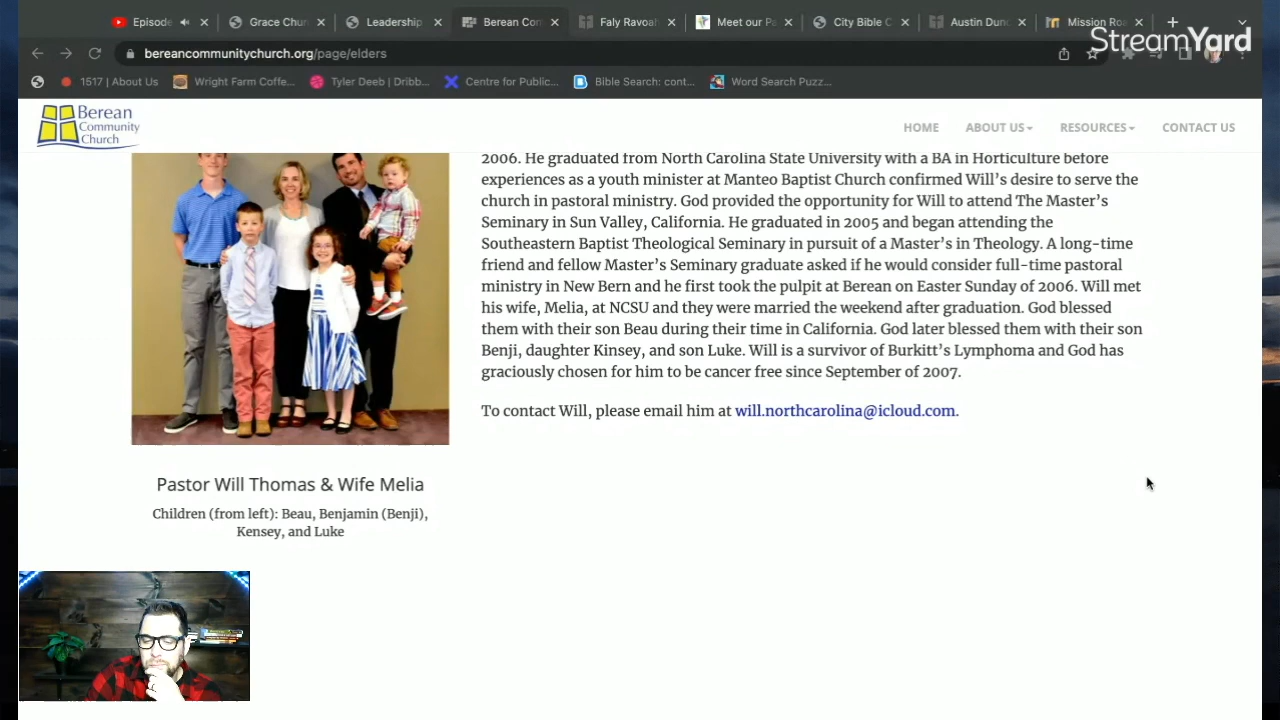 Episode
Grace Chur
Leadership
Berean Com
Faly Ravoah
Meet our Pa
City Bible C
Austin Dunc
Mission Roa
StreamYard
bereancommunitychurch.org/page/elders
1517 | About Us
Wright Farm Coffe...
Tyler Deeb | Dribb...
Centre for Public...
Bible Search: cont...
Word Search Puzz...
Berean
Community
Church
HOME
ABOUT US
RESOURCES
CONTACT US
2006. He graduated from North Carolina State University with a BA in Horticulture before
experiences as a youth minister at Manteo Baptist Church confirmed Will's desire to serve the
church in pastoral ministry. God provided the opportunity for Will to attend The Master's
Seminary in Sun Valley, California. He graduated in 2005 and began attending the
Southeastern Baptist Theological Seminary in pursuit of a Master's in Theology. A long-time
friend and fellow Master's Seminary graduate asked if he would consider full-time pastoral
ministry in New Bern and he first took the pulpit at Berean on Easter Sunday of 2006. Will met
his wife, Melia, at NCSU and they were married the weekend after graduation. God blessed
them with their son Beau during their time in California. God later blessed them with their son
Benji, daughter Kinsey, and son Luke. Will is a survivor of Burkitt's Lymphoma and God has
graciously chosen for him to be cancer free since September of 2007.
To contact Will, please email him at will.northcarolina@icloud.com.
Pastor Will Thomas & Wife Melia
Children (from left): Beau, Benjamin (Benji),
Kensey, and Luke